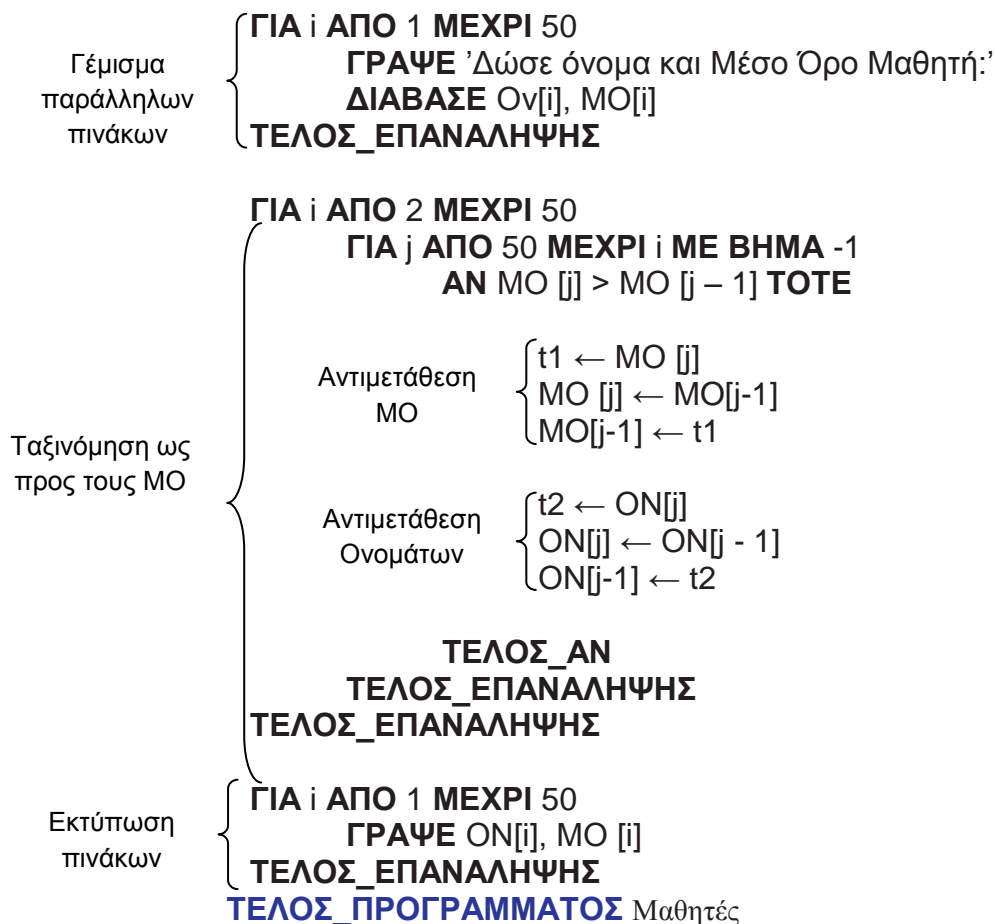 ΓΙΑ i ΑΠΟ 1 ΜΕΧΡΙ 50
ΓΡΑΨΕ ’Δώσε όνομα και Μέσο Όρο Μαθητή:’
ΔΙΑΒΑΣΕ Ον[i], ΜΟ[i]
ΤΕΛΟΣ_ΕΠΑΝΑΛΗΨΗΣ
Γέμισμα
παράλληλων
πινάκων
ΓΙΑ i ΑΠΟ 2 ΜΕΧΡΙ 50
ΓΙΑ j ΑΠΟ 50 ΜΕΧΡΙ i ΜΕ ΒΗΜΑ -1
ΑΝ ΜΟ [j] > ΜΟ [j – 1] ΤΟΤΕ
Αντιμετάθεση
ΜΟ
t1 ← ΜΟ [j]
ΜΟ [j] ← ΜΟ[j-1]
ΜΟ[j-1] ← t1
Ταξινόμηση ως
προς τους ΜΟ
Αντιμετάθεση
Ονομάτων
t2 ← ΟΝ[j]
ΟΝ[j] ← ΟΝ[j - 1]
ΟΝ[j-1] ← t2
ΤΕΛΟΣ_ΑΝ
ΤΕΛΟΣ_ΕΠΑΝΑΛΗΨΗΣ
ΤΕΛΟΣ_ΕΠΑΝΑΛΗΨΗΣ
Εκτύπωση
πινάκων
ΓΙΑ i ΑΠΟ 1 ΜΕΧΡΙ 50
ΓΡΑΨΕ ΟΝ[i], ΜΟ [i]
ΤΕΛΟΣ_ΕΠΑΝΑΛΗΨΗΣ
ΤΕΛΟΣ_ΠΡΟΓΡΑΜΜΑΤΟΣ Μαθητές